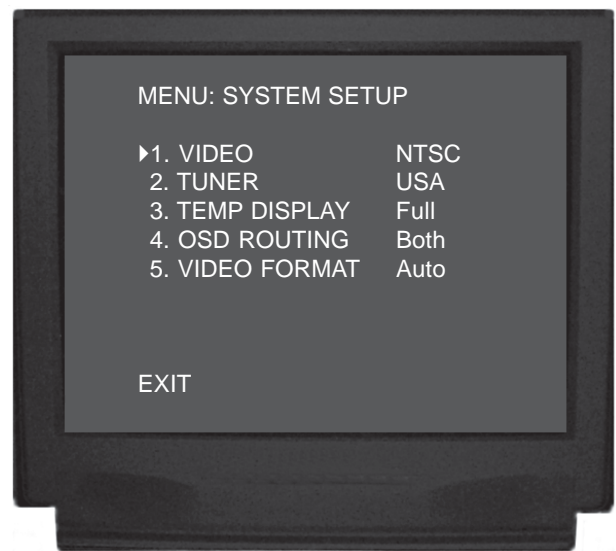 MENU: SYSTEM SETUP
1. VIDEO NTSC
2. TUNER USA
3. TEMP DISPLAY Full
4. OSD ROUTING Both
5. VIDEO FORMAT Auto
EXIT